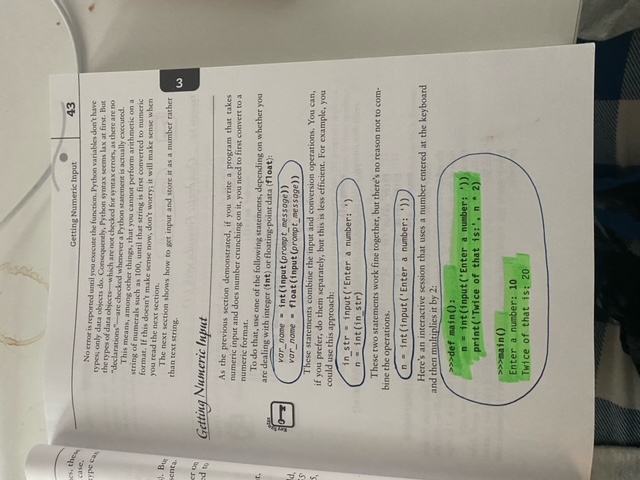 Getting Numeric Input 43
No error is reported until you execute the function. Python variables don't have
types; only data objects do. Consequently, Python syntax seems lax at first. But
the types of data objects—which are not checked for syntax errors, as there are no
"declarations"—are checked whenever a Python statement is actually executed.
This means, among other things, that you cannot perform arithmetic on a
string of numerals such as 100, until that string is first converted to numeric
format. If this doesn't make sense now, don't worry; it will make sense when
you read the next section.
The next section shows how to get input and store it as a number rather
than text string.
3
Getting Numeric Input
As the previous section demonstrated, if you write a program that takes
numeric input and does number crunching on it, you need to first convert to a
numeric format.
To do that, use one of the following statements, depending on whether you
are dealing with integer (int) or floating-point data (float):
Key Syntax
var_name = int(input(prompt_message))
var_name = float(input(prompt_message))
These statements combine the input and conversion operations. You can,
if you prefer, do them separately, but this is less efficient. For example, you
could use this approach:
in_str = input('Enter a number: ')
n = int(in_str)
These two statements work fine together, but there's no reason not to com-
bine the operations.
n = int(input('Enter a number: '))
Here's an interactive session that uses a number entered at the keyboard
and then multiplies it by 2:
>>>def main():
n = int(input('Enter a number: '))
print('Twice of that is:', n * 2)
>>>main()
Enter a number: 10
Twice of that is: 20